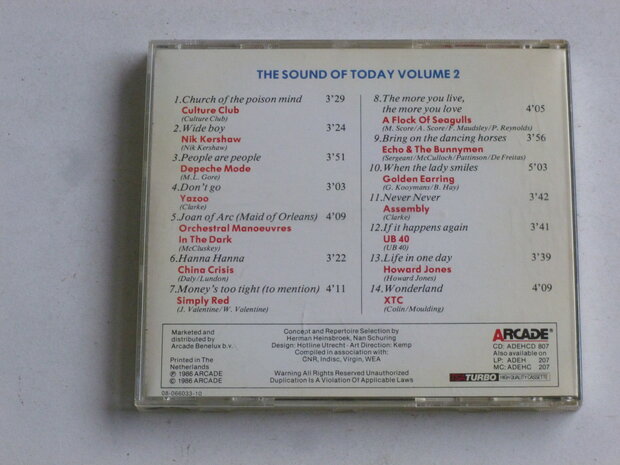 THE SOUND OF TODAY VOLUME 2
1.Church of the poison mind 3'29
Culture Club
(Culture Club)
2.Wide boy 3'24
Nik Kershaw
(Nik Kershaw)
3.People are people 3'51
Depeche Mode
(M.L. Gore)
4.Don't go 3'03
Yazoo
(Clarke)
5.Joan of Arc (Maid of Orleans) 4'09
Orchestral Manoeuvres
In The Dark
(McCluskey)
6.Hanna Hanna 3'22
China Crisis
(Daly/Lundon)
7.Money's too tight (to mention) 4'11
Simply Red
(J. Valentine/W. Valentine)
8.The more you live,
the more you love 4'05
A Flock Of Seagulls
(M. Score/A. Score/F. Maudsley/P. Reynolds)
9.Bring on the dancing horses 3'56
Echo & The Bunnymen
(Sergeant/McCulloch/Pattinson/De Freitas)
10.When the lady smiles 5'03
Golden Earring
(G. Kooymans/B. Hay)
11.Never Never 3'42
Assembly
(Clarke)
12.If it happens again 3'41
UB 40
(UB 40)
13.Life in one day 3'39
Howard Jones
(Howard Jones)
14.Wonderland 4'09
XTC
(Colin/Moulding)
Marketed and
distributed by
Arcade Benelux b.v.
Printed in The
Netherlands
℗ 1986 ARCADE
© 1986 ARCADE
Concept and Repertoire Selection by
Herman Heinsbroek, Nan Schuring
Design: Hotline Utrecht - Art Direction: Kemp
Compiled in association with:
CNR, Indisc, Virgin, WEA
Warning All Rights Reserved Unauthorized
Duplication Is A Violation Of Applicable Laws
ARCADE®
CD: ADEHCD 807
Also available on
LP: ADEH 207
MC: ADEHC 207
TURBO HIGH QUALITY CASSETTE
08-066033-10